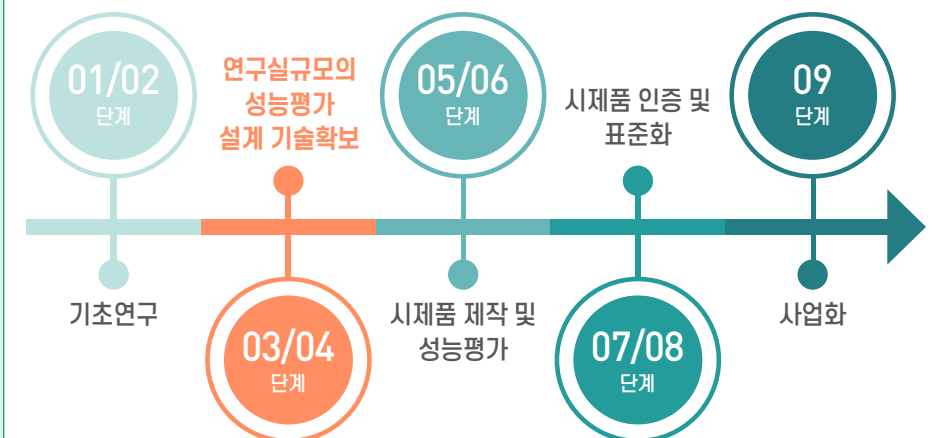 01/02
단계
기초연구
연구실규모의
성능평가
설계 기술확보
03/04
단계
05/06
단계
시제품 제작 및
성능평가
시제품 인증 및
표준화
07/08
단계
09
단계
사업화